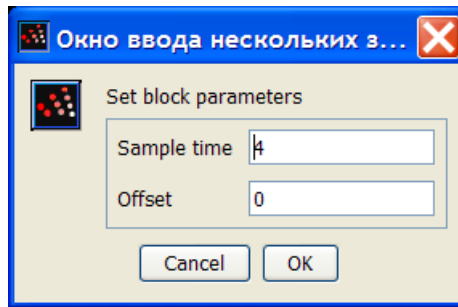 Окно ввода нескольких з...
Set block parameters
Sample time 4
Offset 0
Cancel OK